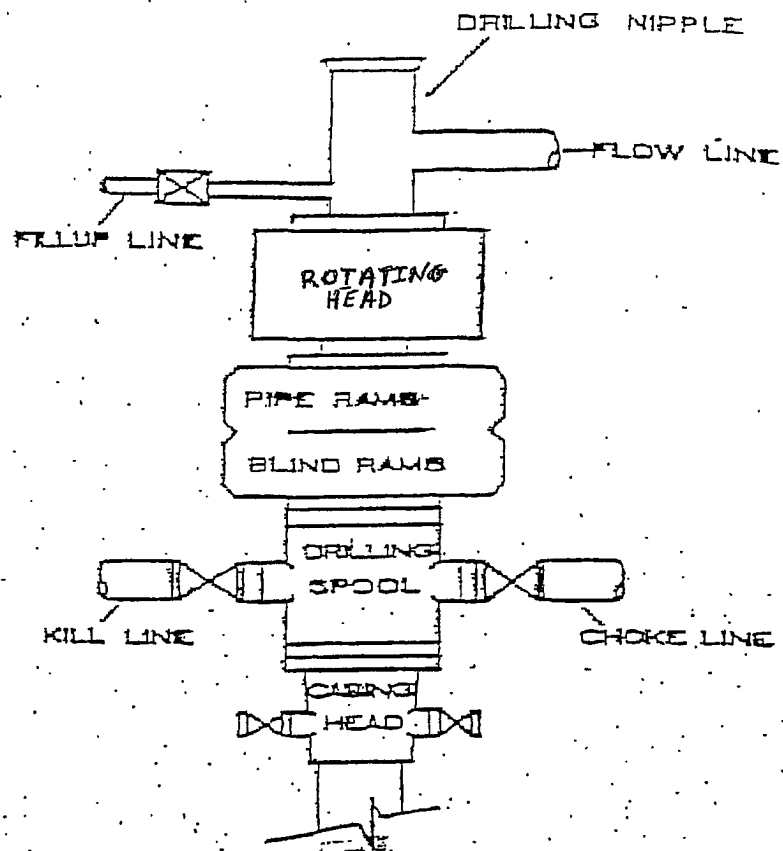 DRILLING NIPPLE
FLOW LINE
FILLUP LINE
ROTATING
HEAD
PIPE RAMS
BLIND RAMS
DRILLING
SPOOL
KILL LINE
CHOKE LINE
CASING
HEAD